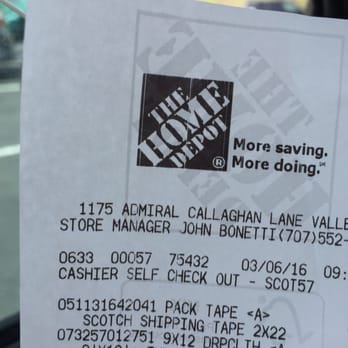 THE
HOME
DEPOT
®
More saving.
More doing.℠
1175 ADMIRAL CALLAGHAN LANE VALLE
STORE MANAGER JOHN BONETTI(707)552-
0633 00057 75432 03/06/16 09:
CASHIER SELF CHECK OUT - SCOT57
051131642041 PACK TAPE <A>
SCOTCH SHIPPING TAPE 2X22
073257012751 9X12 DRPCLTH <A